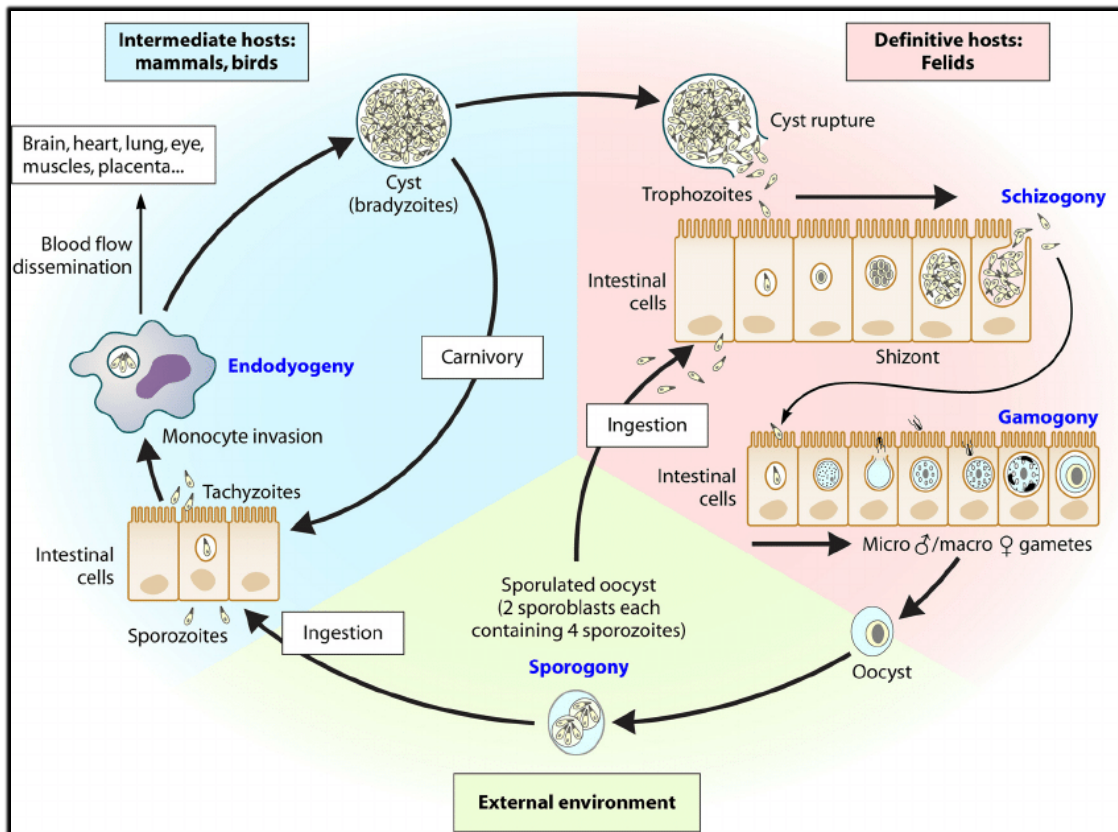 Intermediate hosts:
mammals, birds
Definitive hosts:
Felids
Brain, heart, lung, eye,
muscles, placenta...
Cyst
(bradyzoites)
Cyst rupture
Trophozoites
Schizogony
Blood flow
dissemination
Intestinal
cells
Shizont
Endodyogeny
Carnivory
Monocyte invasion
Ingestion
Gamogony
Tachyzoites
Intestinal
cells
Micro ♂/macro ♀ gametes
Intestinal
cells
Sporozoites
Ingestion
Sporulated oocyst
(2 sporoblasts each
containing 4 sporozoites)
Sporogony
Oocyst
External environment